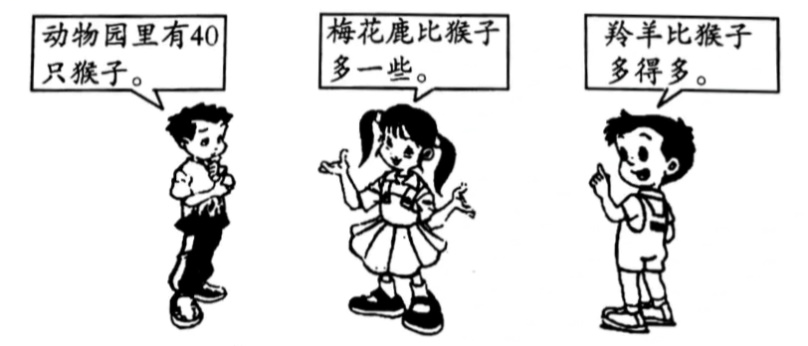 动物园里有40
只猴子。
梅花鹿比猴子
多一些。
羚羊比猴子
多得多。